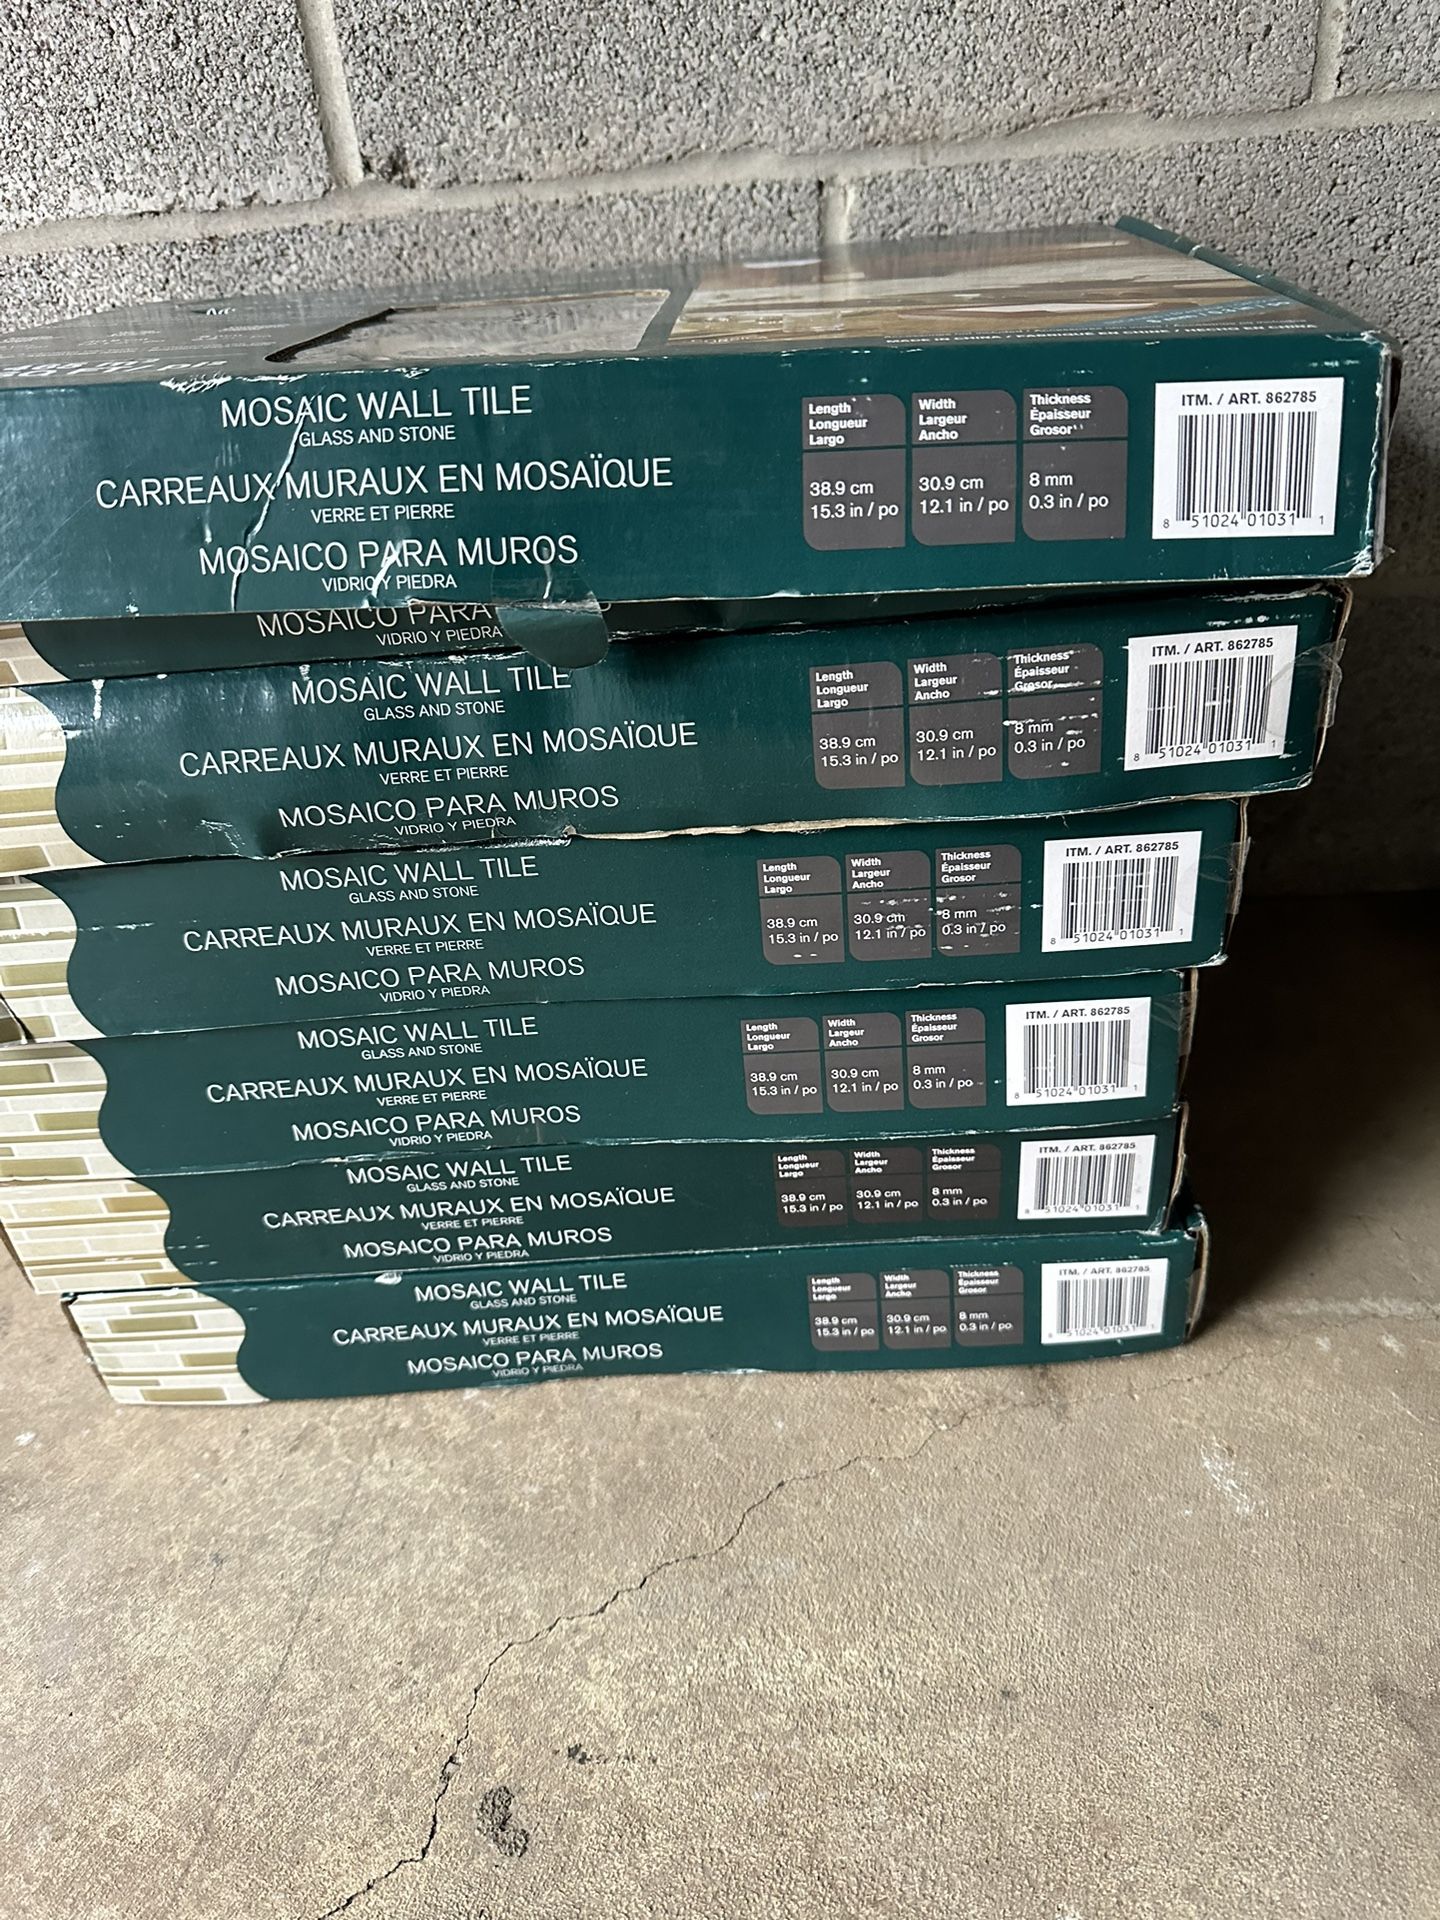 MADE IN CHINA / FABRIQUÉ EN CHINE / HECHO EN CHINA
MOSAIC WALL TILE
GLASS AND STONE
CARREAUX MURAUX EN MOSAÏQUE
VERRE ET PIERRE
MOSAICO PARA MUROS
VIDRIO Y PIEDRA
Length
Longueur
Largo
38.9 cm
15.3 in / po
Width
Largeur
Ancho
30.9 cm
12.1 in / po
Thickness
Épaisseur
Grosor
8 mm
0.3 in / po
ITM. / ART. 862785
8 51024 01031 1
MOSAICO PARA
VIDRIO Y PIEDRA
MOSAIC WALL TILE
GLASS AND STONE
CARREAUX MURAUX EN MOSAÏQUE
VERRE ET PIERRE
MOSAICO PARA MUROS
VIDRIO Y PIEDRA
Length
Longueur
Largo
38.9 cm
15.3 in / po
Width
Largeur
Ancho
30.9 cm
12.1 in / po
Thickness
Épaisseur
Grosor
8 mm
0.3 in / po
ITM. / ART. 862785
8 51024 01031 1
MOSAIC WALL TILE
GLASS AND STONE
CARREAUX MURAUX EN MOSAÏQUE
VERRE ET PIERRE
MOSAICO PARA MUROS
VIDRIO Y PIEDRA
Length
Longueur
Largo
38.9 cm
15.3 in / po
Width
Largeur
Ancho
30.9 cm
12.1 in / po
Thickness
Épaisseur
Grosor
8 mm
0.3 in / po
ITM. / ART. 862785
8 51024 01031 1
MOSAIC WALL TILE
GLASS AND STONE
CARREAUX MURAUX EN MOSAÏQUE
VERRE ET PIERRE
MOSAICO PARA MUROS
VIDRIO Y PIEDRA
Length
Longueur
Largo
38.9 cm
15.3 in / po
Width
Largeur
Ancho
30.9 cm
12.1 in / po
Thickness
Épaisseur
Grosor
8 mm
0.3 in / po
ITM. / ART. 862785
8 51024 01031 1
MOSAIC WALL TILE
GLASS AND STONE
CARREAUX MURAUX EN MOSAÏQUE
VERRE ET PIERRE
MOSAICO PARA MUROS
VIDRIO Y PIEDRA
Length
Longueur
Largo
38.9 cm
15.3 in / po
Width
Largeur
Ancho
30.9 cm
12.1 in / po
Thickness
Épaisseur
Grosor
8 mm
0.3 in / po
ITM. / ART. 862785
8 51024 01031 1
MOSAIC WALL TILE
GLASS AND STONE
CARREAUX MURAUX EN MOSAÏQUE
VERRE ET PIERRE
MOSAICO PARA MUROS
VIDRIO Y PIEDRA
Length
Longueur
Largo
38.9 cm
15.3 in / po
Width
Largeur
Ancho
30.9 cm
12.1 in / po
Thickness
Épaisseur
Grosor
8 mm
0.3 in / po
ITM. / ART. 862785
8 51024 01031 1